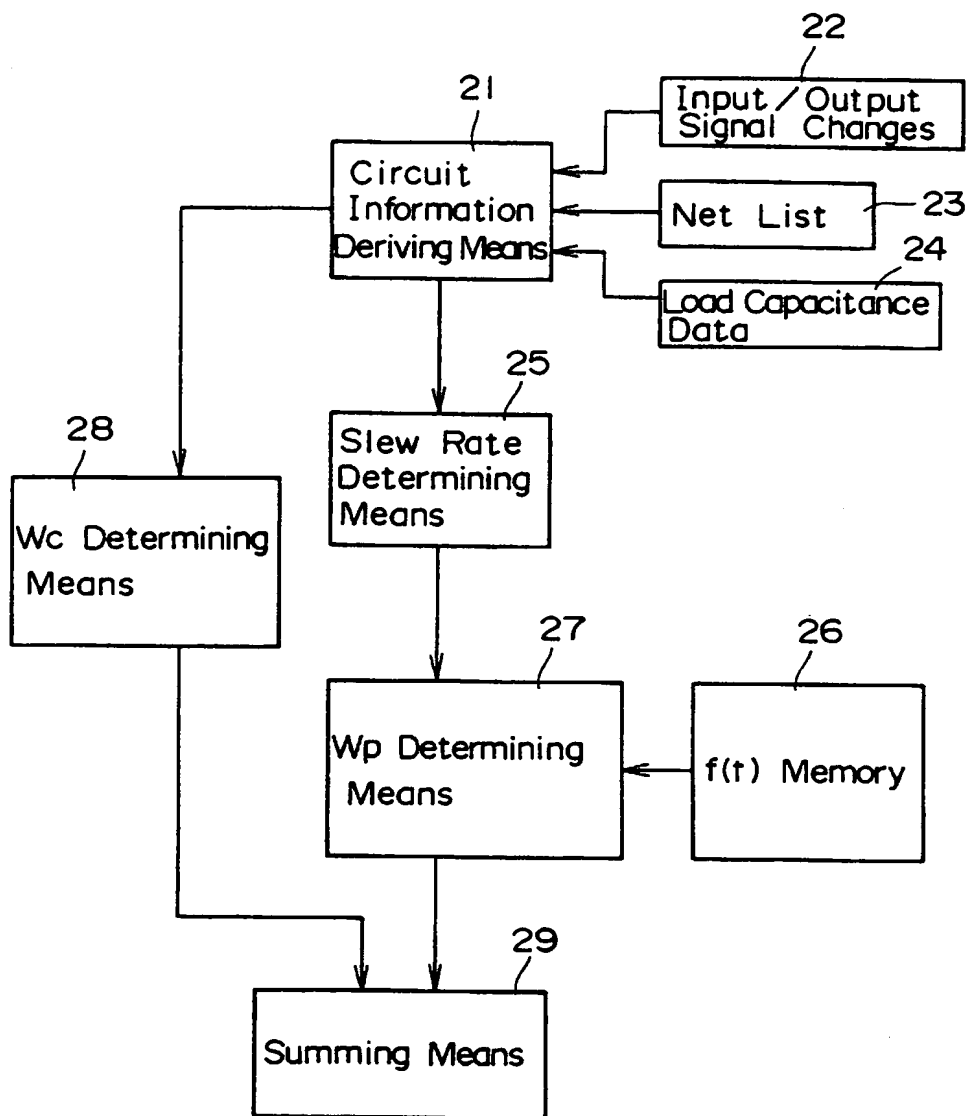 22
Input / Output
Signal Changes
21
Circuit
Information
Deriving Means
Net List
23
24
Load Capacitance
Data
25
Slew Rate
Determining
Means
28
Wc Determining
Means
27
Wp Determining
Means
26
f(t) Memory
29
Summing Means